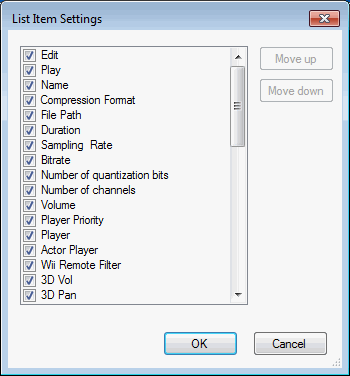 List Item Settings
Edit
Play
Name
Compression Format
File Path
Duration
Sampling  Rate
Bitrate
Number of quantization bits
Number of channels
Volume
Player Priority
Player
Actor Player
Wii Remote Filter
3D Vol
3D Pan
Move up
Move down
OK
Cancel